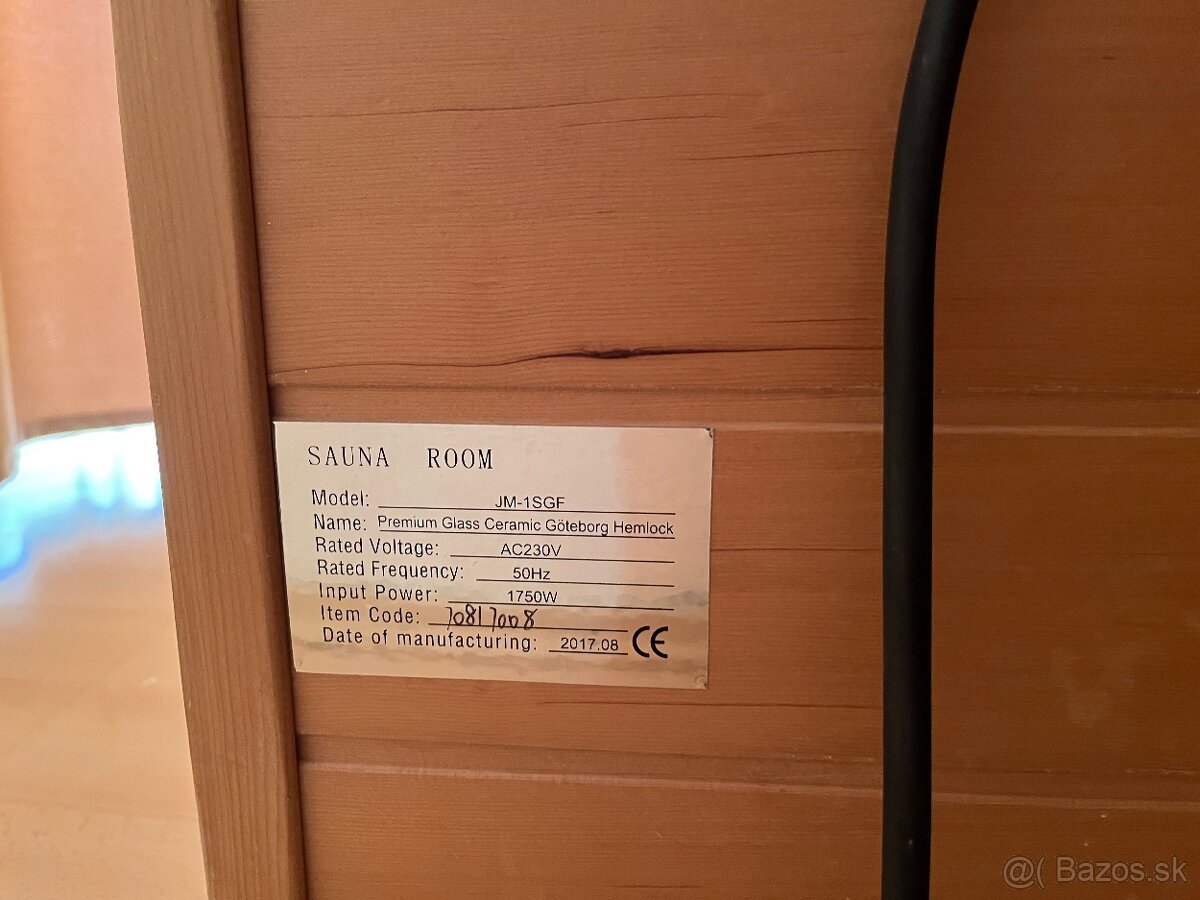 SAUNA ROOM
Model: JM-1SGF
Name: Premium Glass Ceramic Göteborg Hemlock
Rated Voltage: AC230V
Rated Frequency: 50Hz
Input Power: 1750W
Item Code: 70817008
Date of manufacturing: 2017.08 CE
@( Bazos.sk